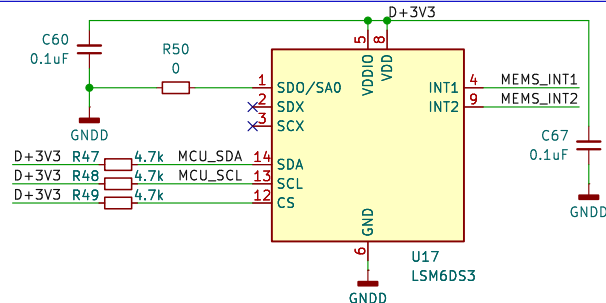 D+3V3
C60
0.1uF
R50
0
5
8
VDDIO
VDD
1
SDO/SA0
INT1
4
MEMS_INT1
2
SDX
INT2
9
MEMS_INT2
3
SCX
GNDD
C67
0.1uF
D+3V3 R47 4.7k MCU_SDA 14 SDA
D+3V3 R48 4.7k MCU_SCL 13 SCL
D+3V3 R49 4.7k 12 CS
GNDD
GND
6
U17
LSM6DS3
GNDD